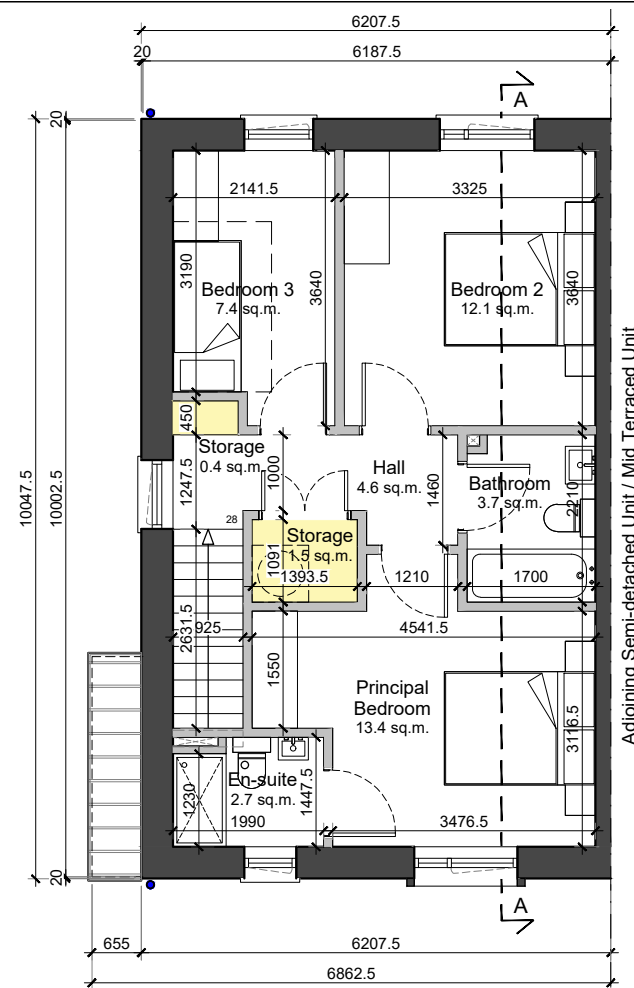 6207.5
20
6187.5
A
20
2141.5
3325
3190
3640
3640
Bedroom 3
7.4 sq.m.
Bedroom 2
12.1 sq.m.
Adjoining Semi-detached Unit / Mid Terraced Unit
450
Storage
0.4 sq.m.
1000
Hall
4.6 sq.m.
1460
Bathroom
3.7 sq.m.
2210
1247.5
10047.5
10002.5
28
Storage
1.5 sq.m.
1091
1393.5
1210
1700
2631.5
925
4541.5
1550
Principal
Bedroom
13.4 sq.m.
3116.5
En-suite
2.7 sq.m.
1447.5
1230
1990
3476.5
20
A
655
6207.5
6862.5